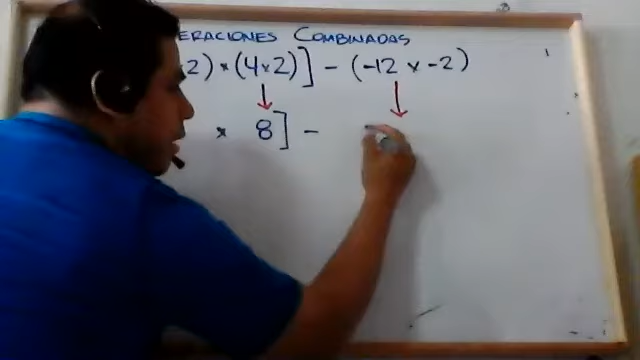 ERACIONES COMBINADAS
2) × (4 × 2)] - (-12 × -2)
× 8] -